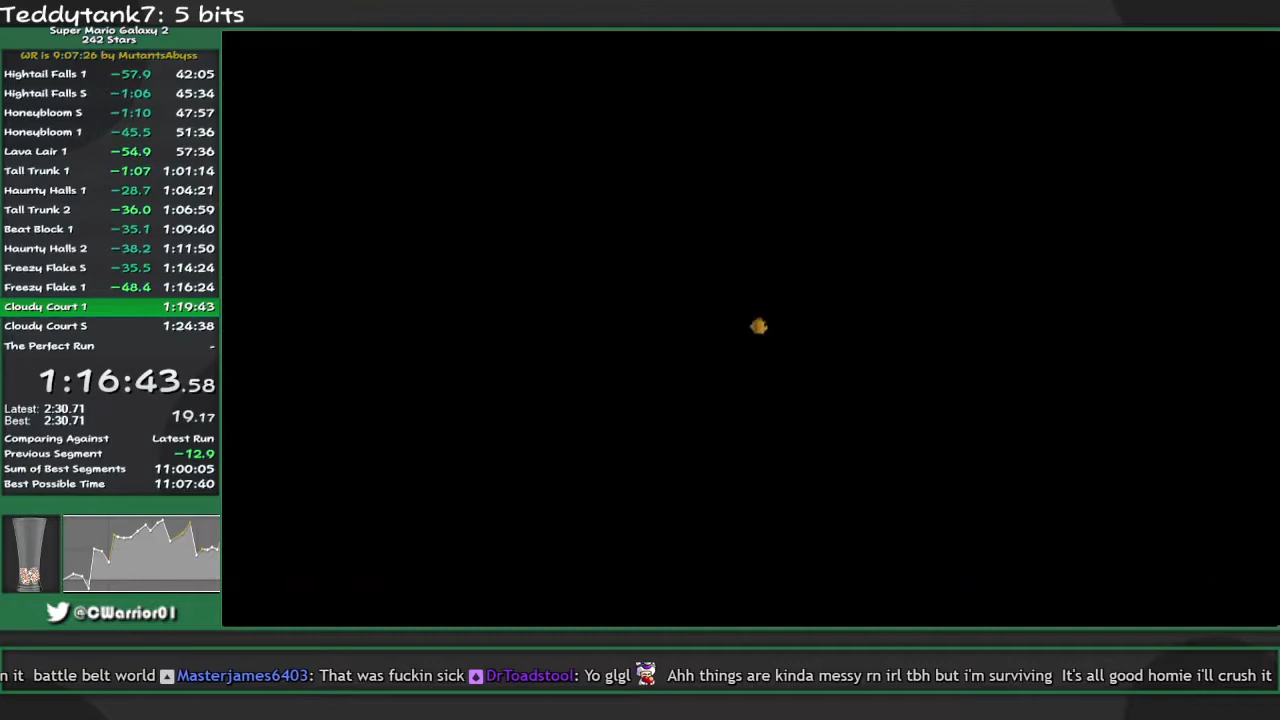 Teddytank7: 5 bits
Super Mario Galaxy 2
242 Stars
WR is 9:07:26 by MutantsAbyss
Hightail Falls 1 −57.9 42:05
Hightail Falls S −1:06 45:34
Honeybloom S −1:10 47:57
Honeybloom 1 −45.5 51:36
Lava Lair 1 −54.9 57:36
Tall Trunk 1 −1:07 1:01:14
Haunty Halls 1 −28.7 1:04:21
Tall Trunk 2 −36.0 1:06:59
Beat Block 1 −35.1 1:09:40
Haunty Halls 2 −38.2 1:11:50
Freezy Flake S −35.5 1:14:24
Freezy Flake 1 −48.4 1:16:24
Cloudy Court 1 1:19:43
Cloudy Court S 1:24:38
The Perfect Run -
1:16:43.58
Latest: 2:30.71
Best: 2:30.71
19.17
Comparing Against Latest Run
Previous Segment −12.9
Sum of Best Segments 11:00:05
Best Possible Time 11:07:40
@CWarrior01
n it battle belt world Masterjames6403: That was fuckin sick DrToadstool: Yo glgl Ahh things are kinda messy rn irl tbh but i'm surviving It's all good homie i'll crush it